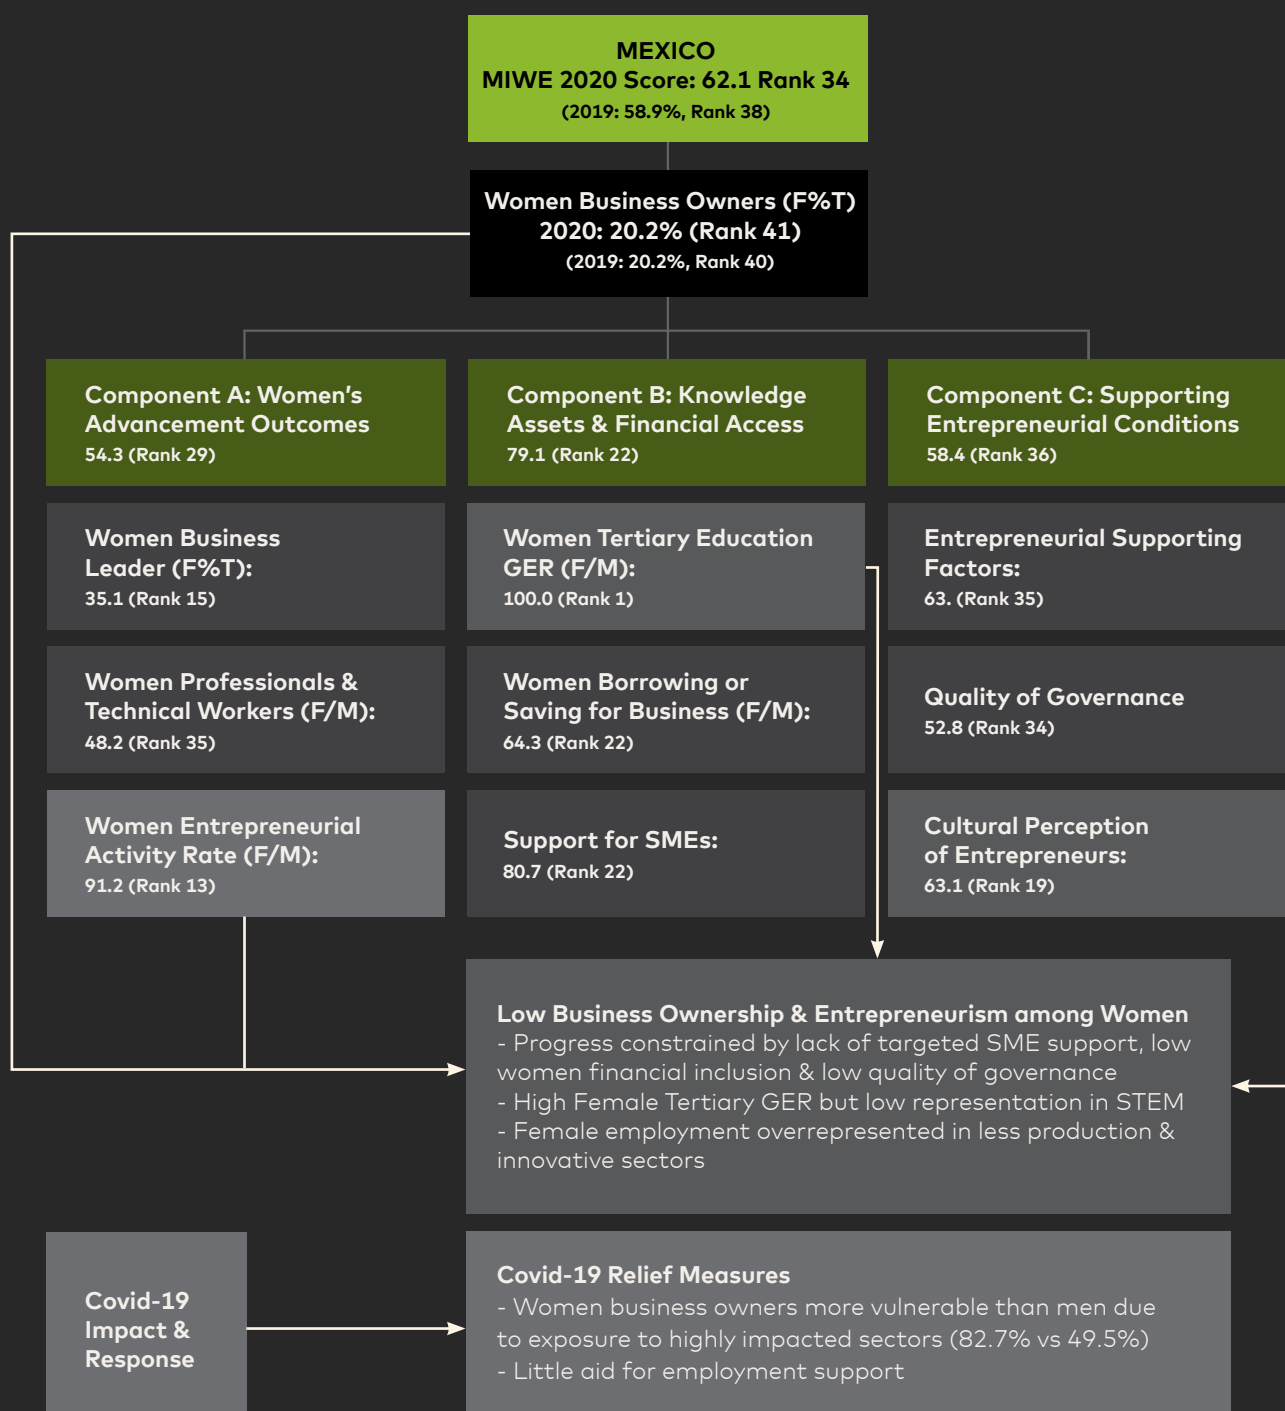 MEXICO
MIWE 2020 Score: 62.1 Rank 34
(2019: 58.9%, Rank 38)
Women Business Owners (F%T)
2020: 20.2% (Rank 41)
(2019: 20.2%, Rank 40)
Component A: Women's
Advancement Outcomes
54.3 (Rank 29)
Women Business
Leader (F%T):
35.1 (Rank 15)
Women Professionals &
Technical Workers (F/M):
48.2 (Rank 35)
Women Entrepreneurial
Activity Rate (F/M):
91.2 (Rank 13)
Component B: Knowledge
Assets & Financial Access
79.1 (Rank 22)
Women Tertiary Education
GER (F/M):
100.0 (Rank 1)
Women Borrowing or
Saving for Business (F/M):
64.3 (Rank 22)
Support for SMEs:
80.7 (Rank 22)
Component C: Supporting
Entrepreneurial Conditions
58.4 (Rank 36)
Entrepreneurial Supporting
Factors:
63. (Rank 35)
Quality of Governance
52.8 (Rank 34)
Cultural Perception
of Entrepreneurs:
63.1 (Rank 19)
Low Business Ownership & Entrepreneurism among Women
- Progress constrained by lack of targeted SME support, low
women financial inclusion & low quality of governance
- High Female Tertiary GER but low representation in STEM
- Female employment overrepresented in less production &
innovative sectors
Covid-19
Impact &
Response
Covid-19 Relief Measures
- Women business owners more vulnerable than men due
to exposure to highly impacted sectors (82.7% vs 49.5%)
- Little aid for employment support